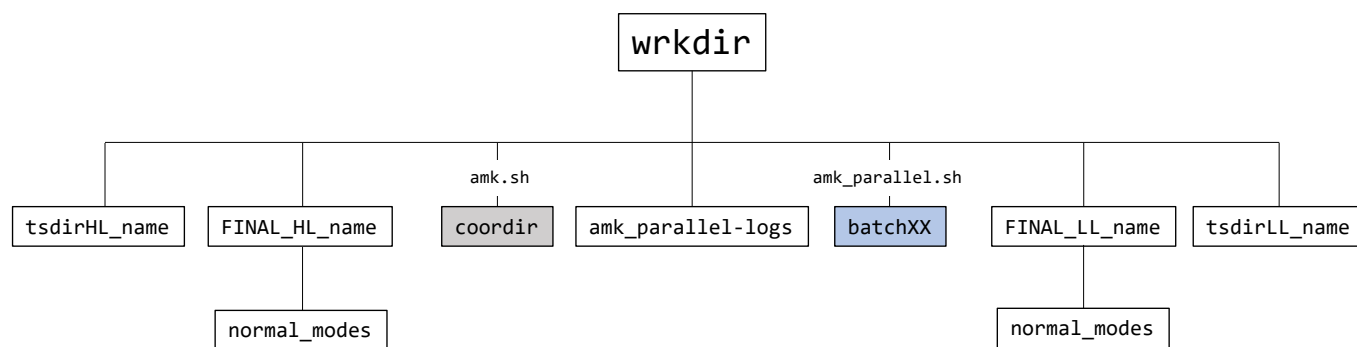 wrkdir
amk.sh
amk_parallel.sh
tsdirHL_name
FINAL_HL_name
coordir
amk_parallel-logs
batchXX
FINAL_LL_name
tsdirLL_name
normal_modes
normal_modes